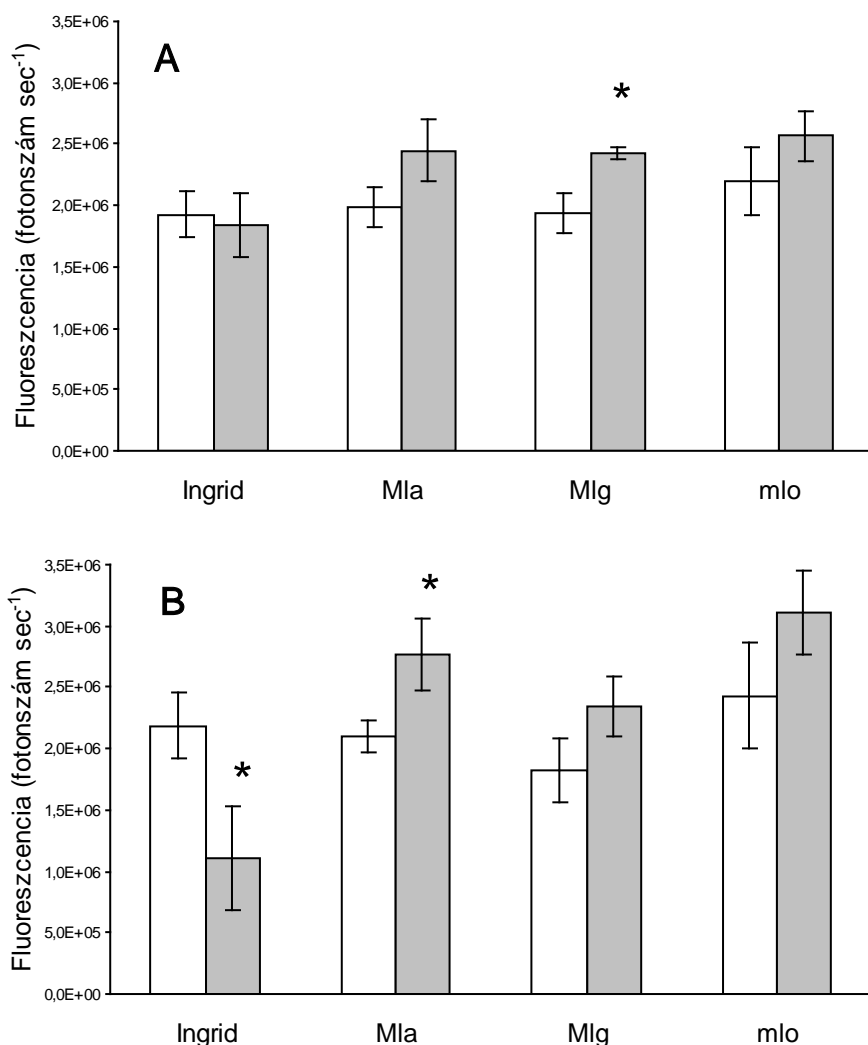 A
Fluoreszcencia (fotonszám sec⁻¹)
3,5E+06
3,0E+06
2,5E+06
2,0E+06
1,5E+06
1,0E+06
5,0E+05
0,0E+00
*
Ingrid Mla Mlg mlo
B
Fluoreszcencia (fotonszám sec⁻¹)
3,5E+06
3,0E+06
2,5E+06
2,0E+06
1,5E+06
1,0E+06
5,0E+05
0,0E+00
*
*
Ingrid Mla Mlg mlo